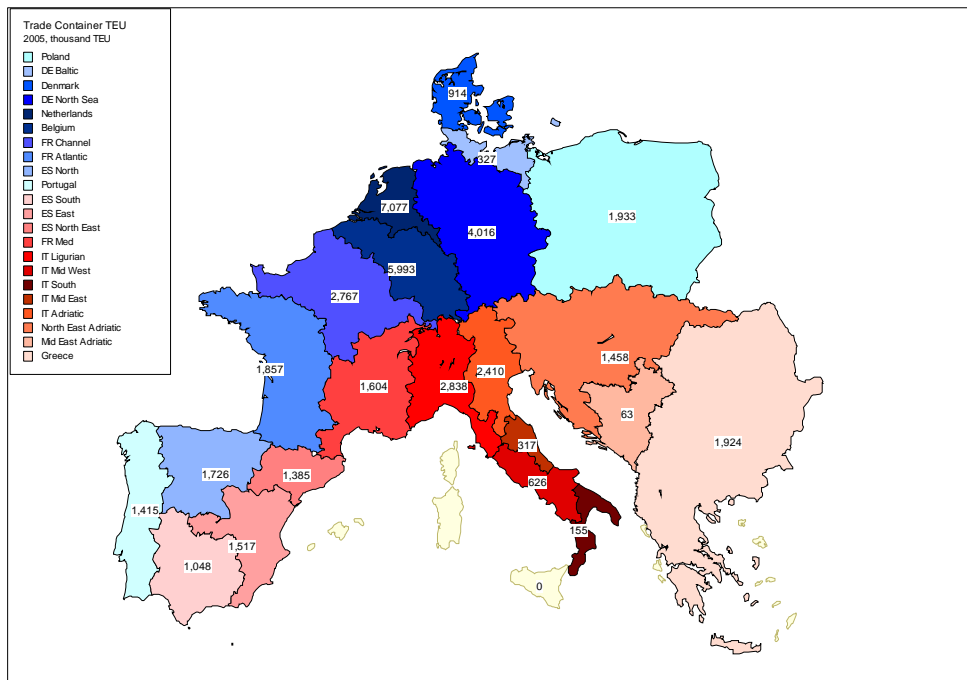 Trade Container TEU
2005, thousand TEU
Poland
DE Baltic
Denmark
DE North Sea
Netherlands
Belgium
FR Channel
FR Atlantic
ES North
Portugal
ES South
ES East
ES North East
FR Med
IT Ligurian
IT Mid West
IT South
IT Mid East
IT Adriatic
North East Adriatic
Mid East Adriatic
Greece
914
327
7,077
1,933
4,016
5,993
2,767
1,458
1,857
2,410
1,604
2,838
63
317
1,924
1,726
1,385
626
1,415
155
1,517
1,048
0